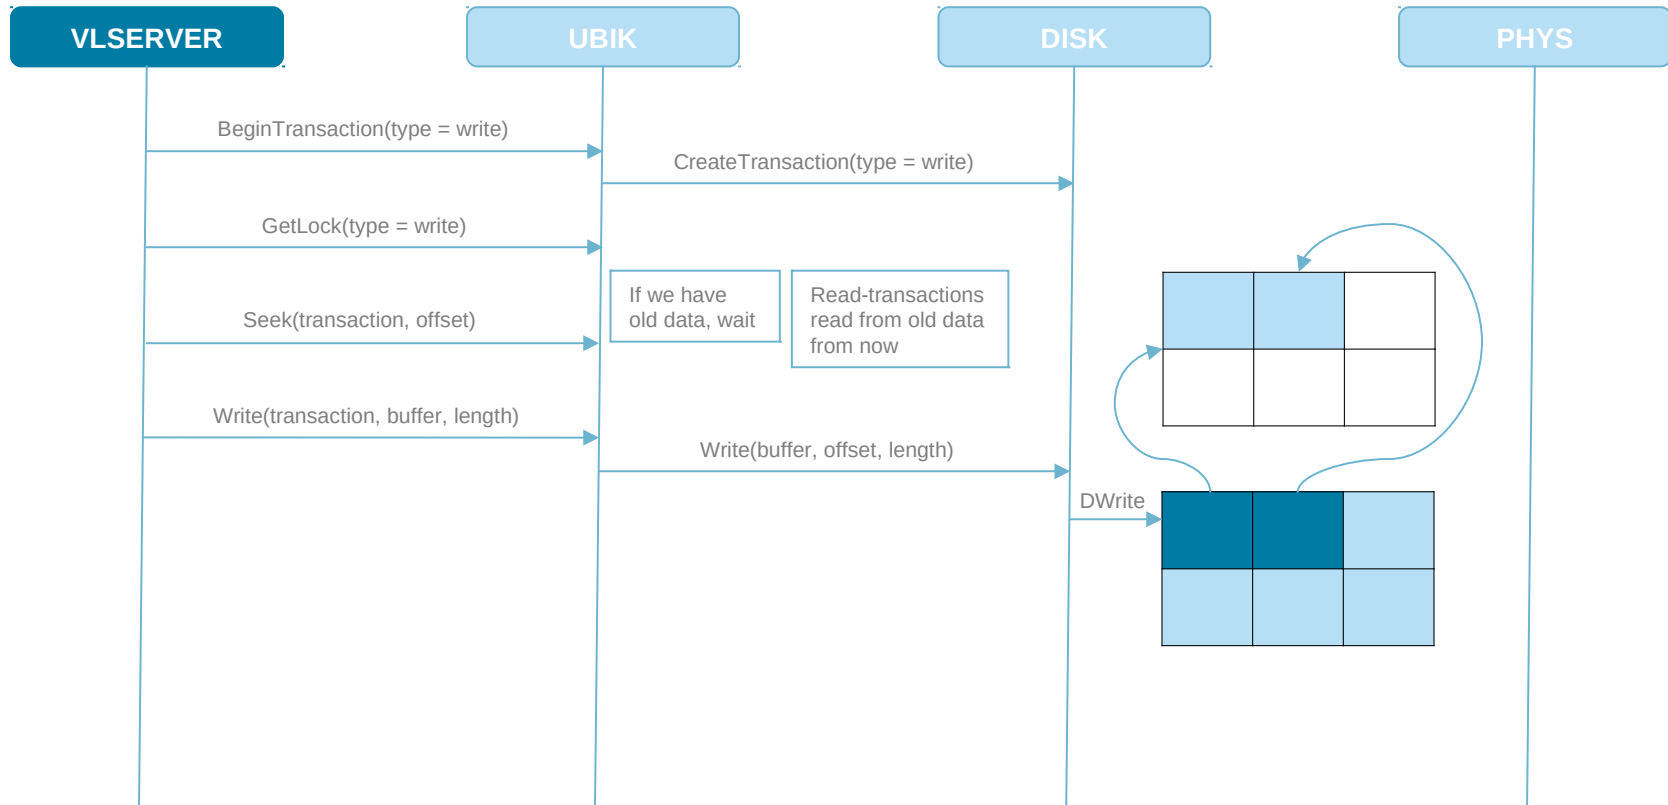 VLSERVER
UBIK
DISK
PHYS
BeginTransaction(type = write)
CreateTransaction(type = write)
GetLock(type = write)
If we have
old data, wait
Read-transactions
read from old data
from now
Seek(transaction, offset)
Write(transaction, buffer, length)
Write(buffer, offset, length)
DWrite